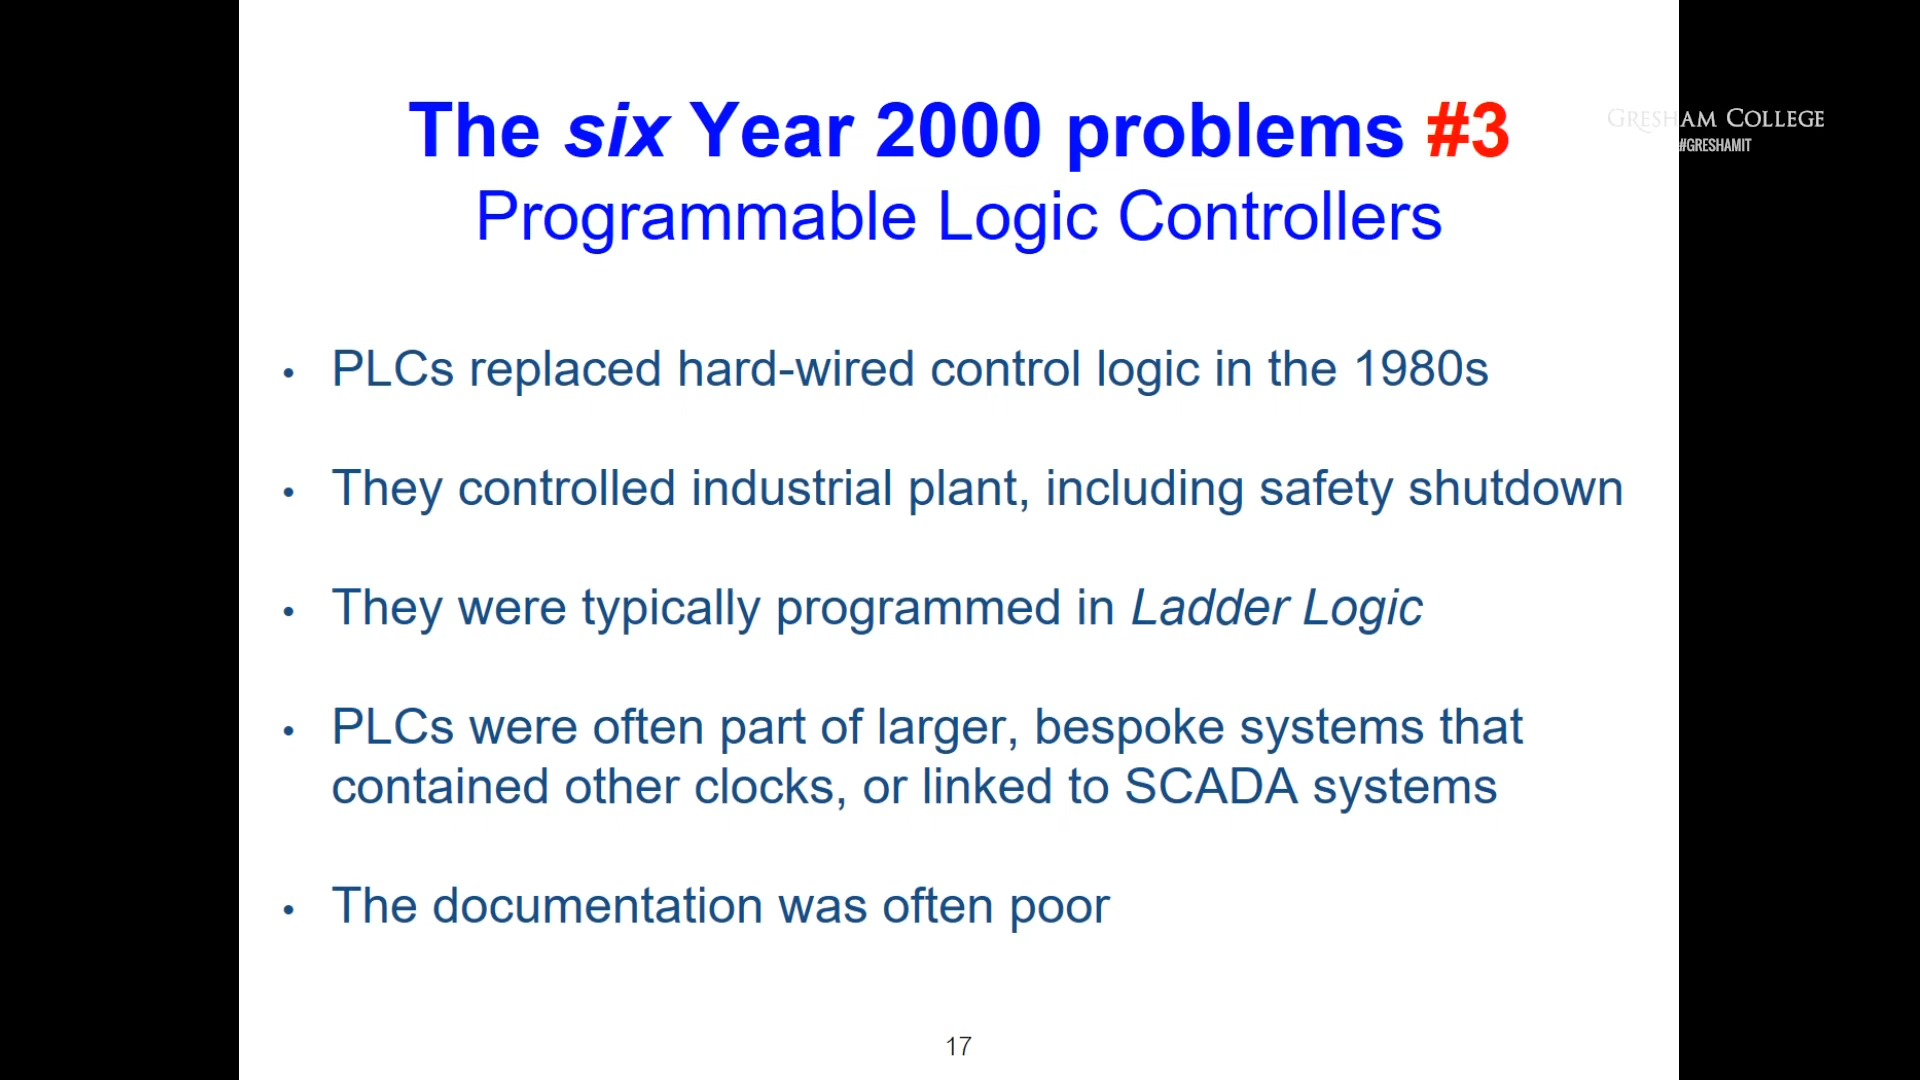 The six Year 2000 problems #3
GRESHAM COLLEGE
#GRESHAMIT
Programmable Logic Controllers
• PLCs replaced hard-wired control logic in the 1980s
• They controlled industrial plant, including safety shutdown
• They were typically programmed in Ladder Logic
• PLCs were often part of larger, bespoke systems that
contained other clocks, or linked to SCADA systems
• The documentation was often poor
17